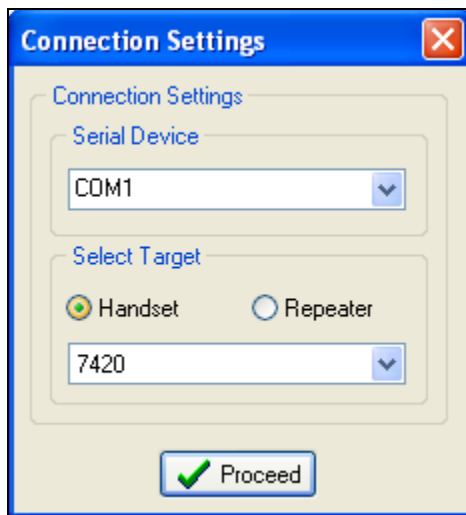 Connection Settings
Connection Settings
Serial Device
COM1
Select Target
Handset Repeater
7420
Proceed